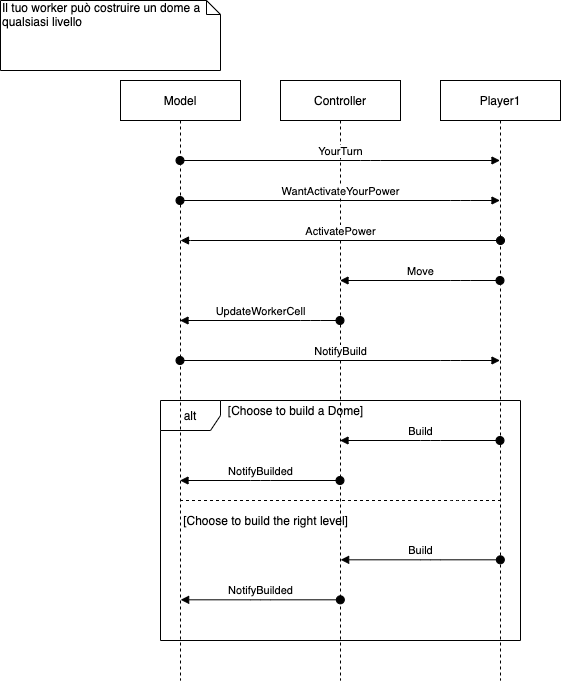 Il tuo worker può costruire un dome a
qualsiasi livello
Model
Controller
Player1
YourTurn
WantActivateYourPower
ActivatePower
Move
UpdateWorkerCell
NotifyBuild
alt
[Choose to build a Dome]
Build
NotifyBuilded
[Choose to build the right level]
Build
NotifyBuilded